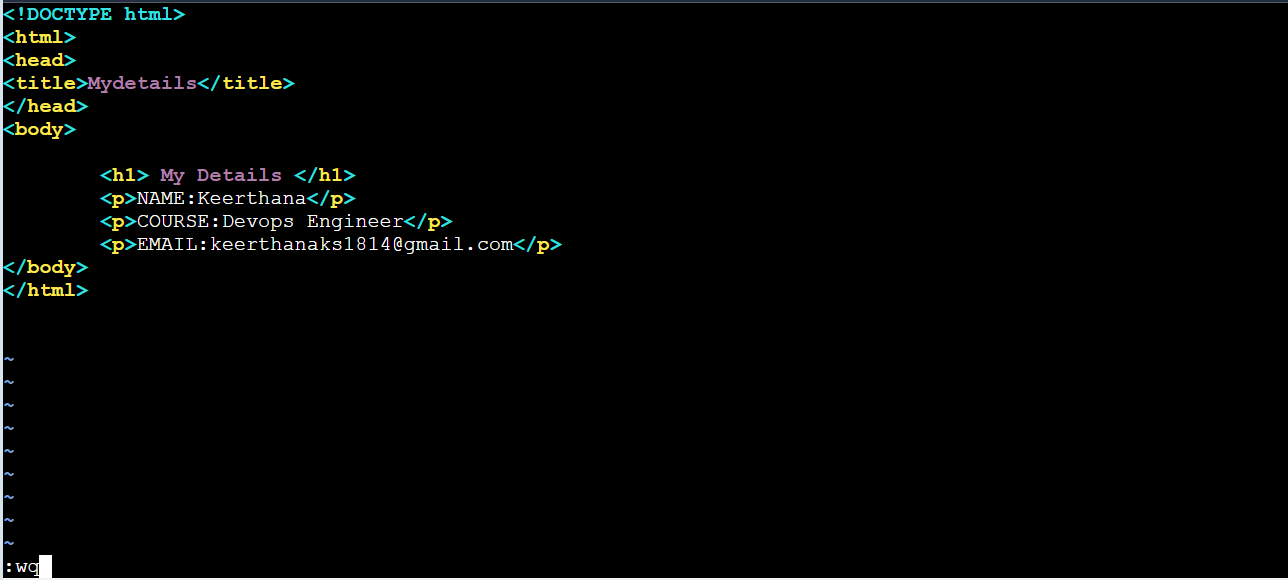 <!DOCTYPE html>
<html>
<head>
<title>Mydetails</title>
</head>
<body>
<h1> My Details </h1>
<p>NAME:Keerthana</p>
<p>COURSE:Devops Engineer</p>
<p>EMAIL:keerthanaks1814@gmail.com</p>
</body>
</html>
~
~
~
~
~
~
~
~
~
:wq